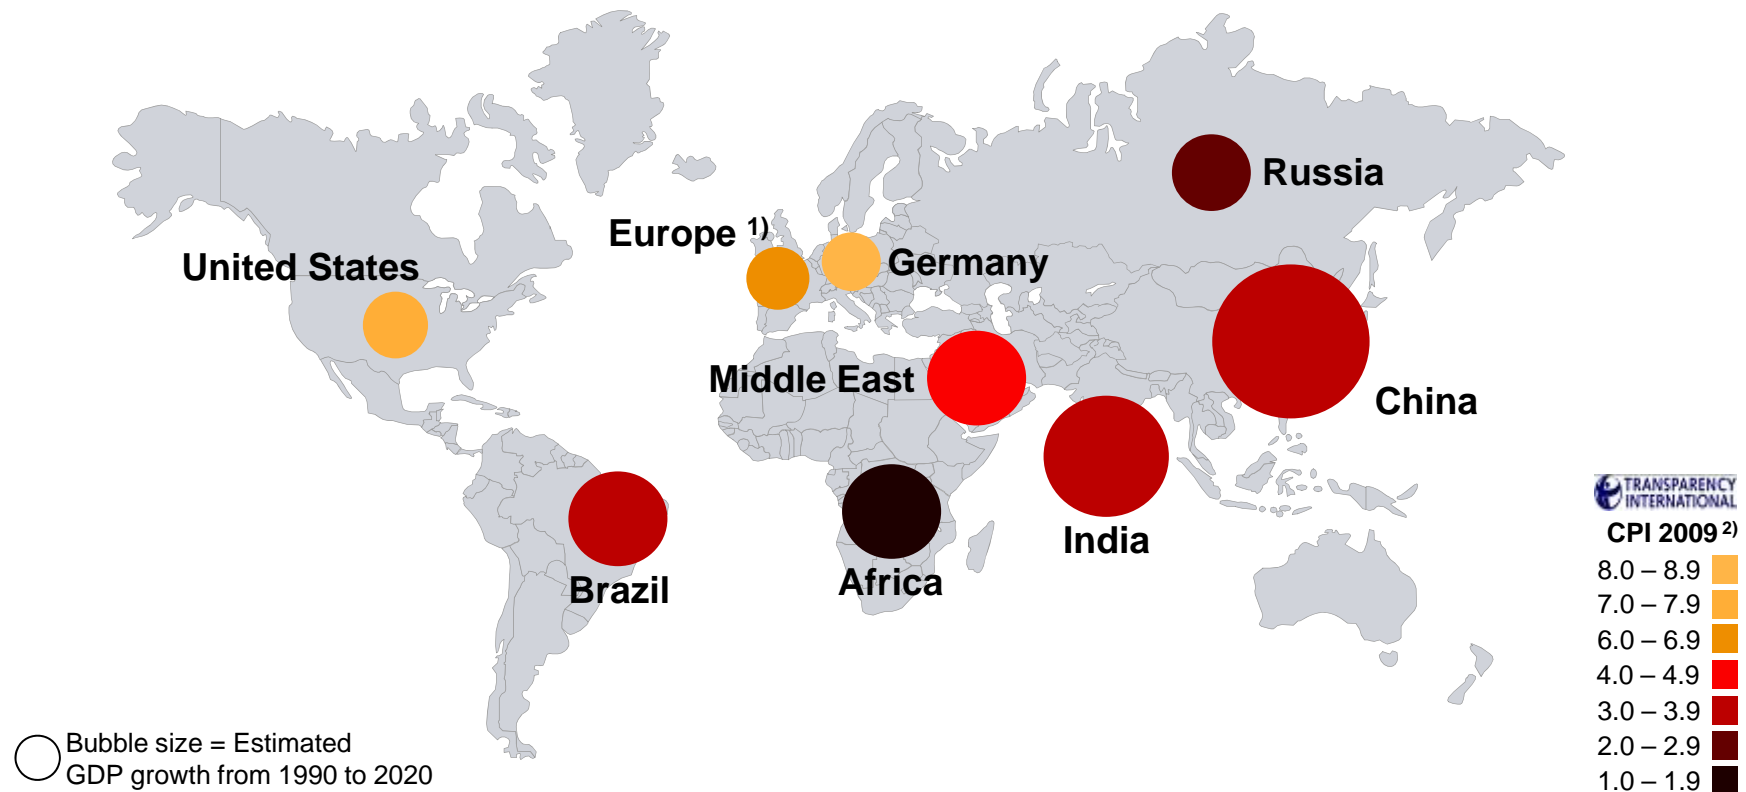 Russia
Europe 1)
Germany
United States
Middle East
China
India
Brazil
Africa
TRANSPARENCY
INTERNATIONAL
CPI 2009 2)
8.0 – 8.9
7.0 – 7.9
6.0 – 6.9
4.0 – 4.9
3.0 – 3.9
2.0 – 2.9
1.0 – 1.9
Bubble size = Estimated
GDP growth from 1990 to 2020